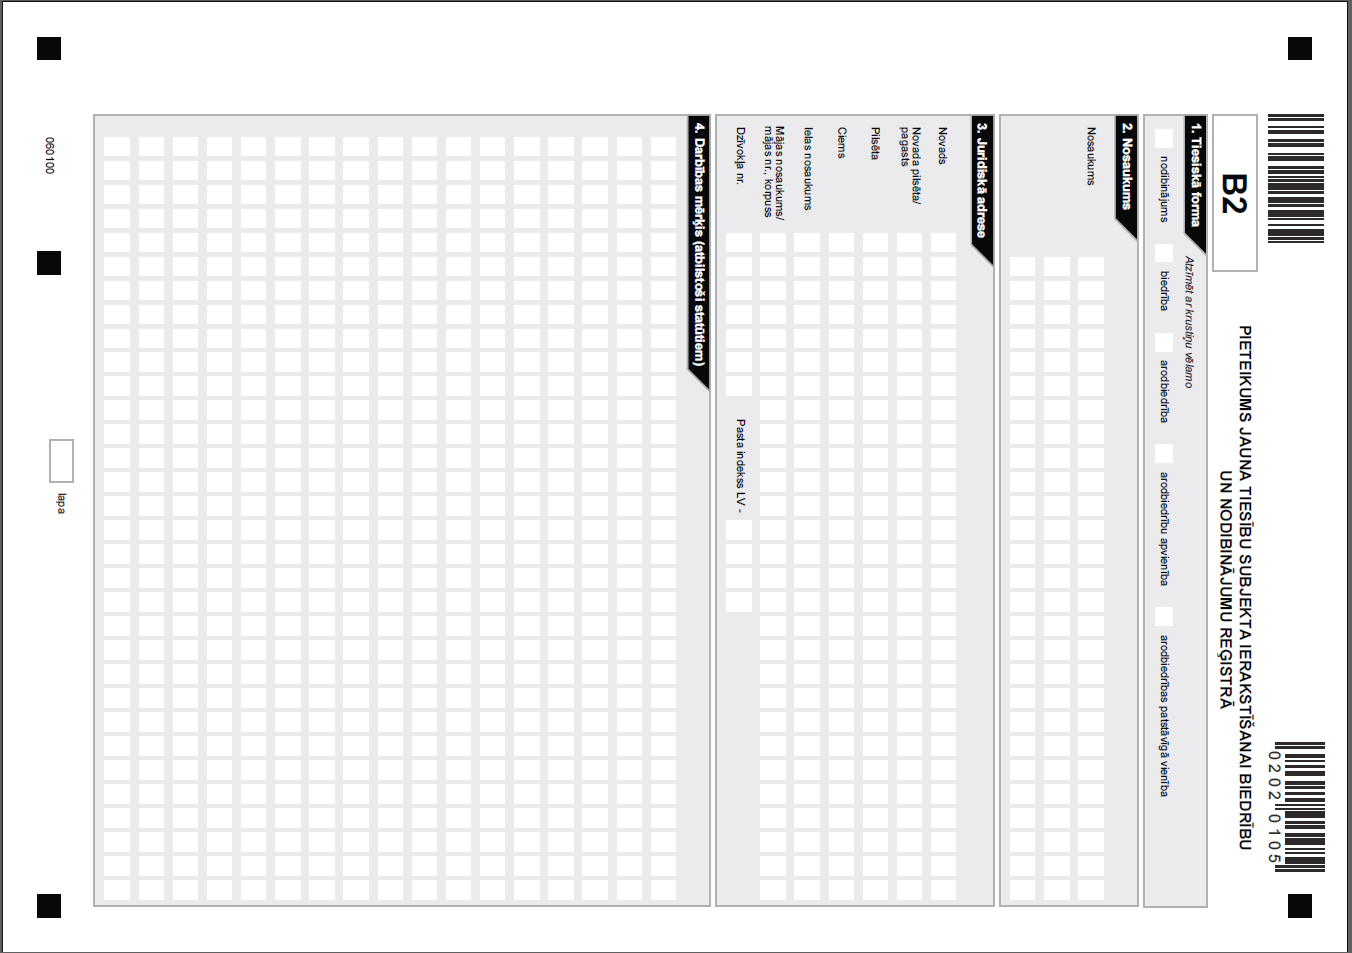 0202 0105
B2
PIETEIKUMS JAUNA TIESĪBU SUBJEKTA IERAKSTĪŠANAI BIEDRĪBU
UN NODIBINĀJUMU REĢISTRĀ
1. Tiesiskā forma
Atzīmēt ar krustiņu vēlamo
nodibinājums
biedrība
arodbiedrība
arodbiedrību apvienība
arodbiedrības patstāvīgā vienība
2. Nosaukums
Nosaukums
3. Juridiskā adrese
Novads
Novada pilsēta/
pagasts
Pilsēta
Ciems
Ielas nosaukums
Mājas nosaukums/
mājas nr., korpuss
Dzīvokļa nr.
Pasta indekss LV -
4. Darbības mērķis (atbilstoši statūtiem)
060100
lapa